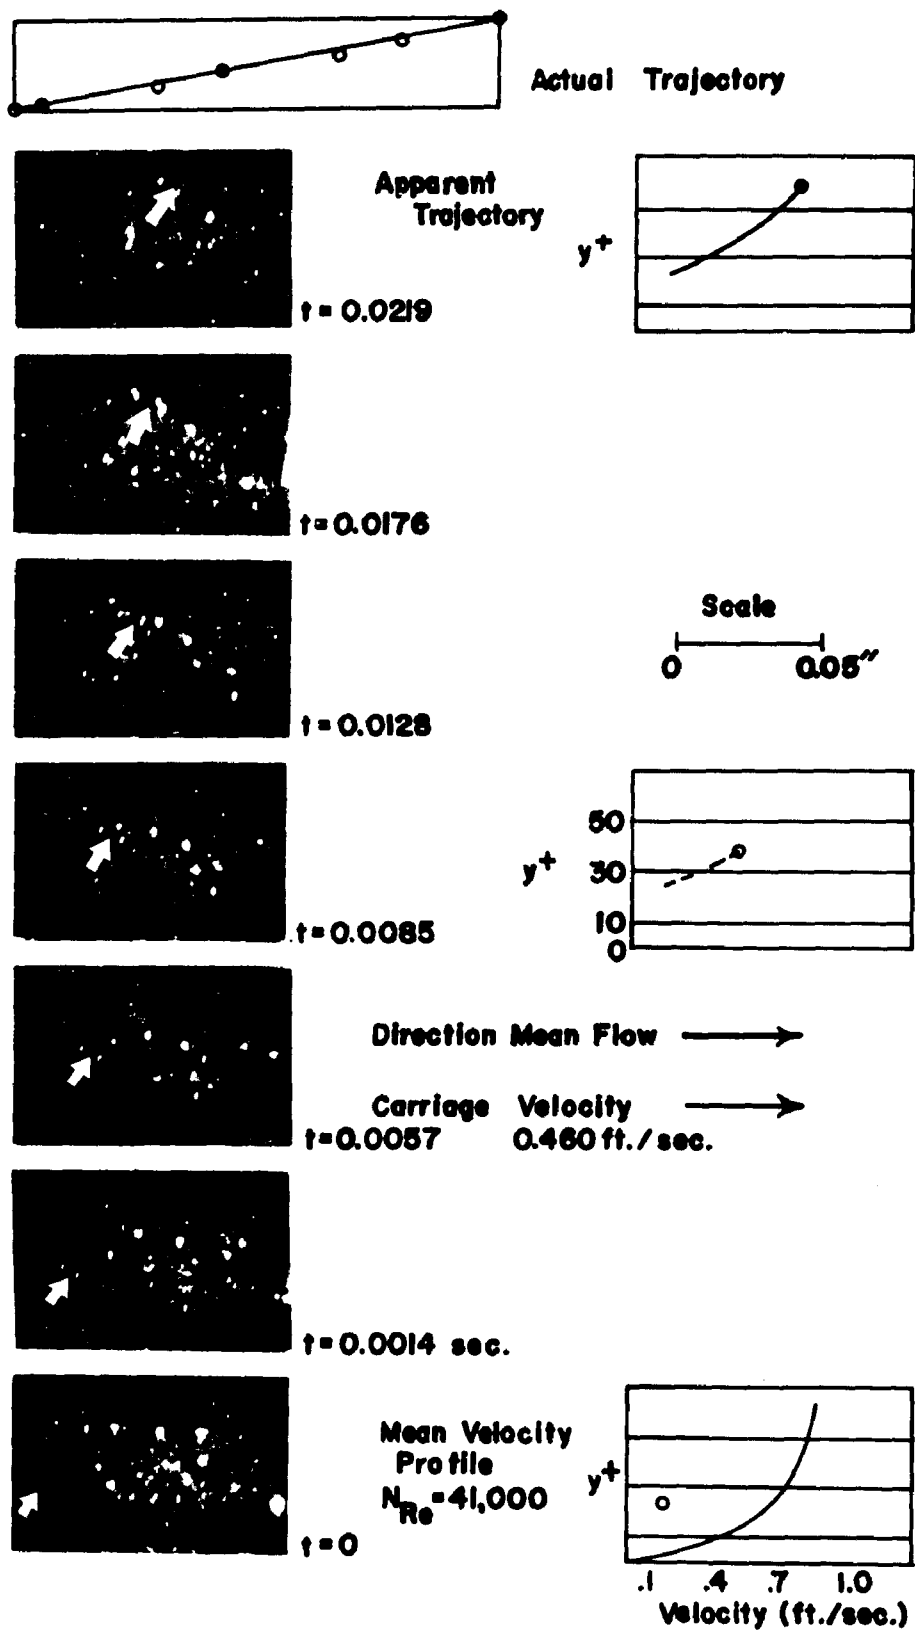 Actual Trajectory
Apparent
Trajectory
y+
t = 0.0219
t = 0.0176
Scale
0 0.05"
t = 0.0128
50
y+ 30
10
0
t = 0.0085
Direction Mean Flow
Carriage Velocity
t = 0.0057 0.460 ft./sec.
t = 0.0014 sec.
Mean Velocity
Profile
N_Re = 41,000
y+
t = 0
.1 .4 .7 1.0
Velocity (ft./sec.)